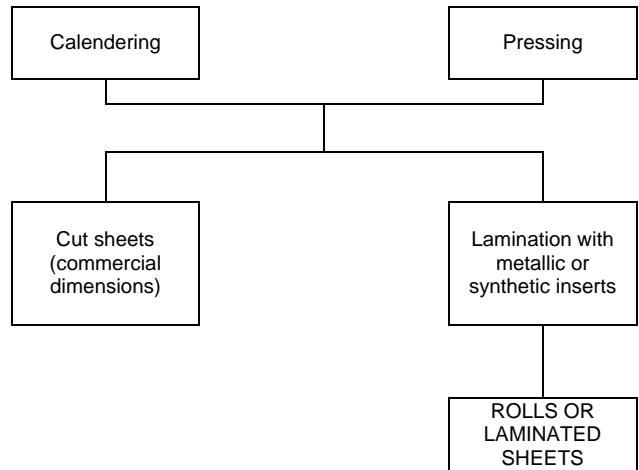 Calendering
Pressing
Cut sheets
(commercial
dimensions)
Lamination with
metallic or
synthetic inserts
ROLLS OR
LAMINATED
SHEETS